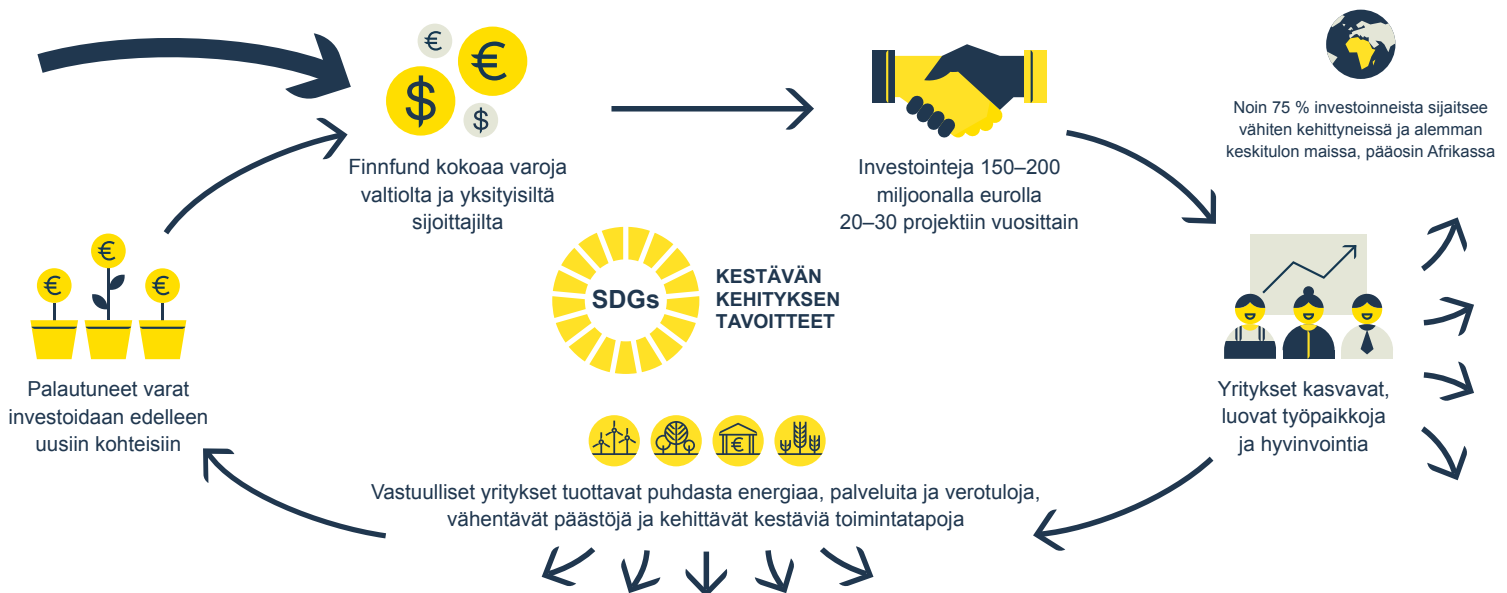 €
€
$
$
Finnfund kokoaa varoja
valtiolta ja yksityisiltä
sijoittajilta
Investointeja 150–200
miljoonalla eurolla
20–30 projektiin vuosittain
Noin 75 % investoinneista sijaitsee
vähiten kehittyneissä ja alemman
keskitulon maissa, pääosin Afrikassa
Yritykset kasvavat,
luovat työpaikkoja
ja hyvinvointia
€
Vastuulliset yritykset tuottavat puhdasta energiaa, palveluita ja verotuloja,
vähentävät päästöjä ja kehittävät kestäviä toimintatapoja
€
€
€
Palautuneet varat
investoidaan edelleen
uusiin kohteisiin
SDGs
KESTÄVÄN
KEHITYKSEN
TAVOITTEET